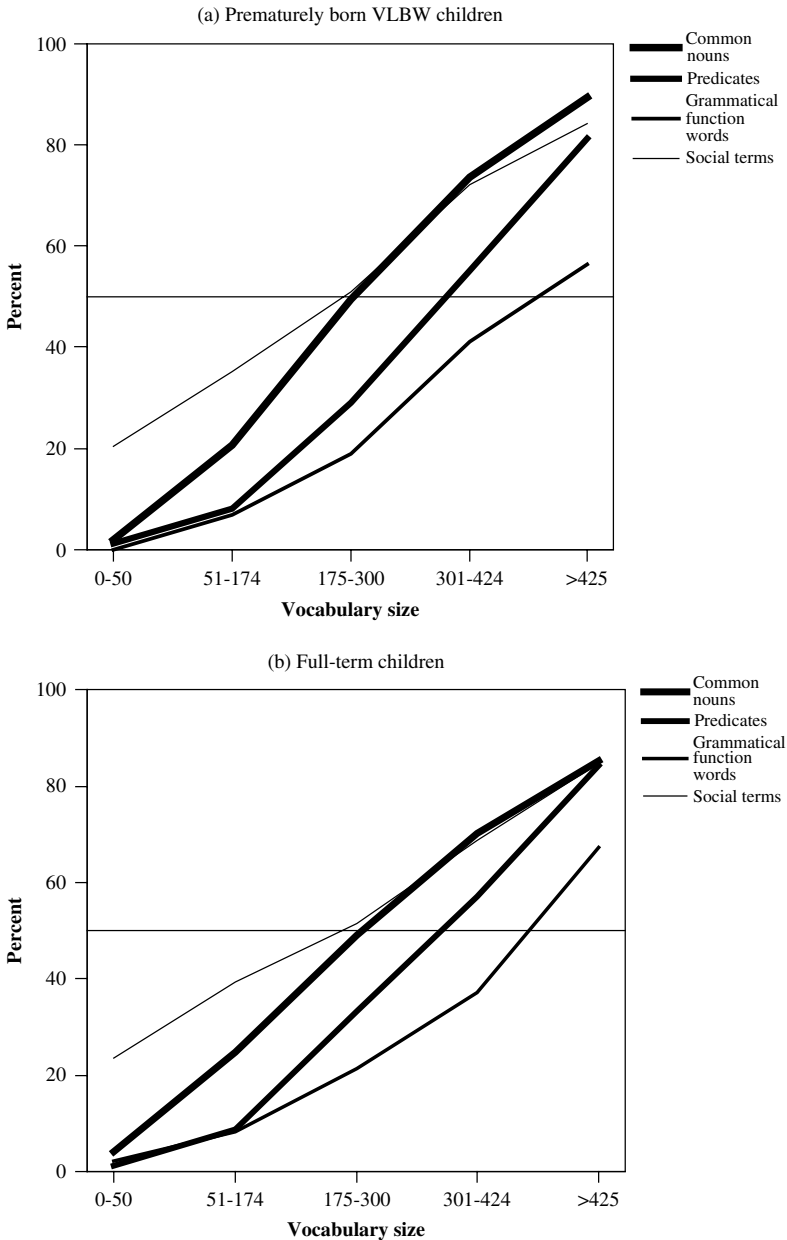 (a) Prematurely born VLBW children
100
80
60
40
20
0
Percent
0-50 51-174 175-300 301-424 >425
Vocabulary size
Common
nouns
Predicates
Grammatical
function
words
Social terms
(b) Full-term children
100
80
60
40
20
0
Percent
0-50 51-174 175-300 301-424 >425
Vocabulary size
Common
nouns
Predicates
Grammatical
function
words
Social terms